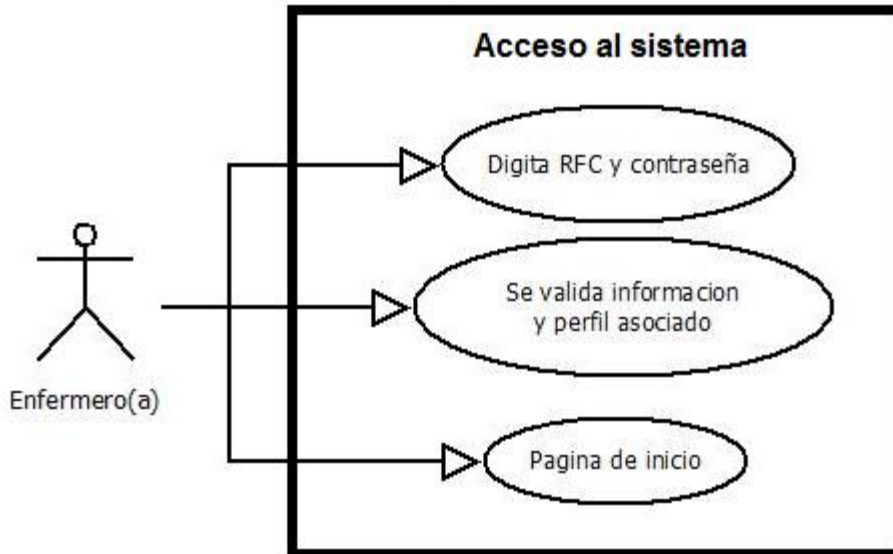 Acceso al sistema
Digita RFC y contraseña
Se valida informacion
y perfil asociado
Enfermero(a)
Pagina de inicio